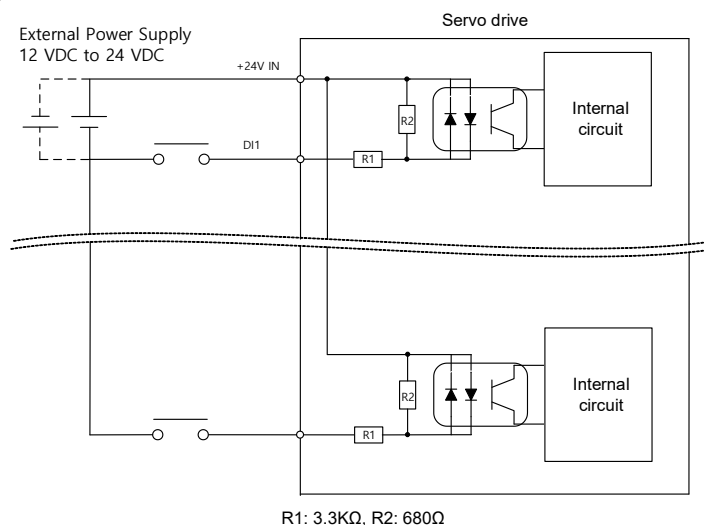 Servo drive
External Power Supply
12 VDC to 24 VDC
+24V IN
R2
Internal
circuit
DI1
R1
R2
Internal
circuit
R1
R1: 3.3KΩ, R2: 680Ω